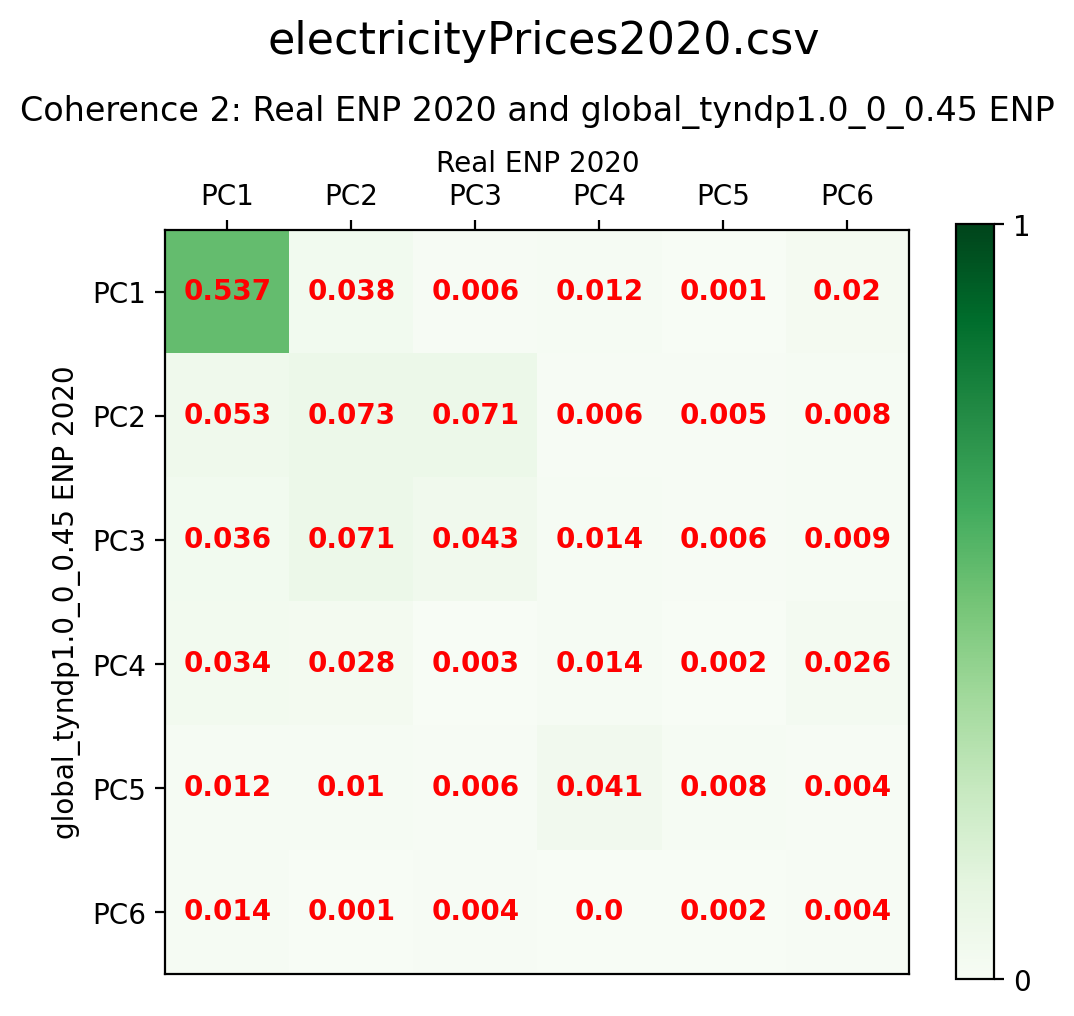 electricityPrices2020.csv
Coherence 2: Real ENP 2020 and global_tyndp1.0_0_0.45 ENP
Real ENP 2020
PC1 PC2 PC3 PC4 PC5 PC6
global_tyndp1.0_0_0.45 ENP 2020
PC1 0.537 0.038 0.006 0.012 0.001 0.02
PC2 0.053 0.073 0.071 0.006 0.005 0.008
PC3 0.036 0.071 0.043 0.014 0.006 0.009
PC4 0.034 0.028 0.003 0.014 0.002 0.026
PC5 0.012 0.01 0.006 0.041 0.008 0.004
PC6 0.014 0.001 0.004 0.0 0.002 0.004
1
0